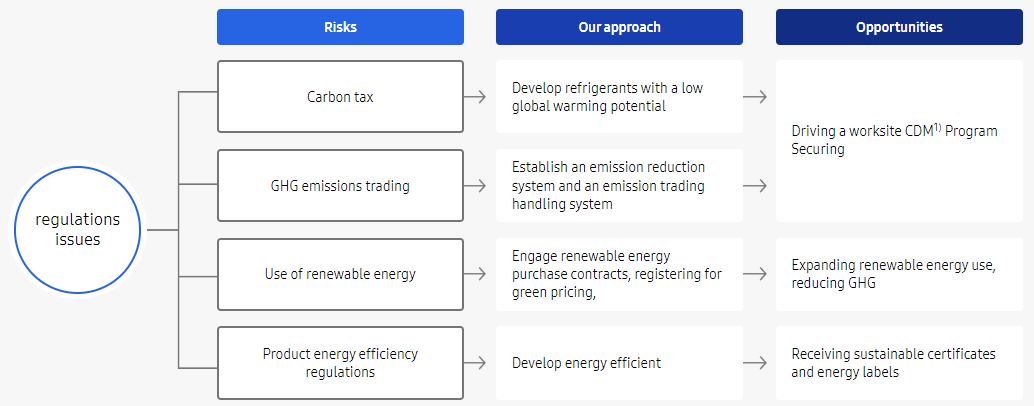 Risks
Our approach
Opportunities
regulations
issues
Carbon tax
Develop refrigerants with a low
global warming potential
Driving a worksite CDM1) Program
Securing
GHG emissions trading
Establish an emission reduction
system and an emission trading
handling system
Use of renewable energy
Engage renewable energy
purchase contracts, registering for
green pricing,
Expanding renewable energy use,
reducing GHG
Product energy efficiency
regulations
Develop energy efficient
Receiving sustainable certificates
and energy labels